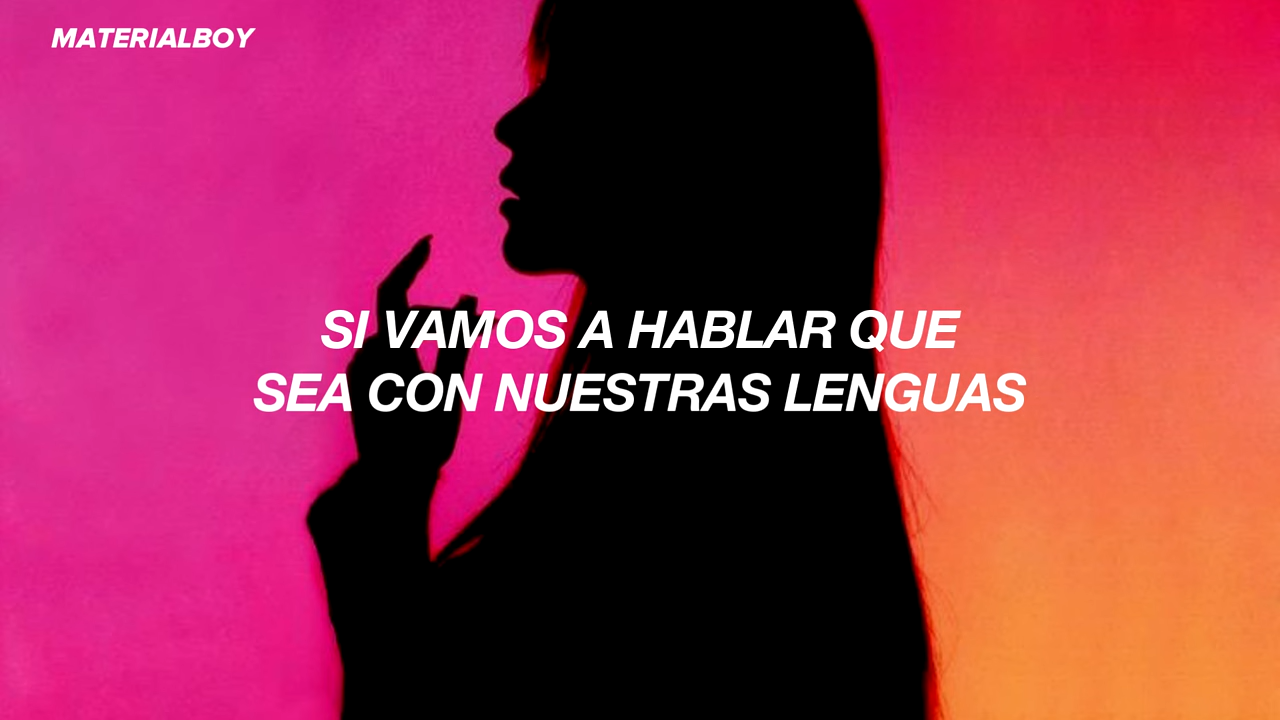 MATERIALBOY
SI VAMOS A HABLAR QUE
SEA CON NUESTRAS LENGUAS